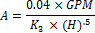 A = 0.04 × GPM / K₃ × (H)^.5